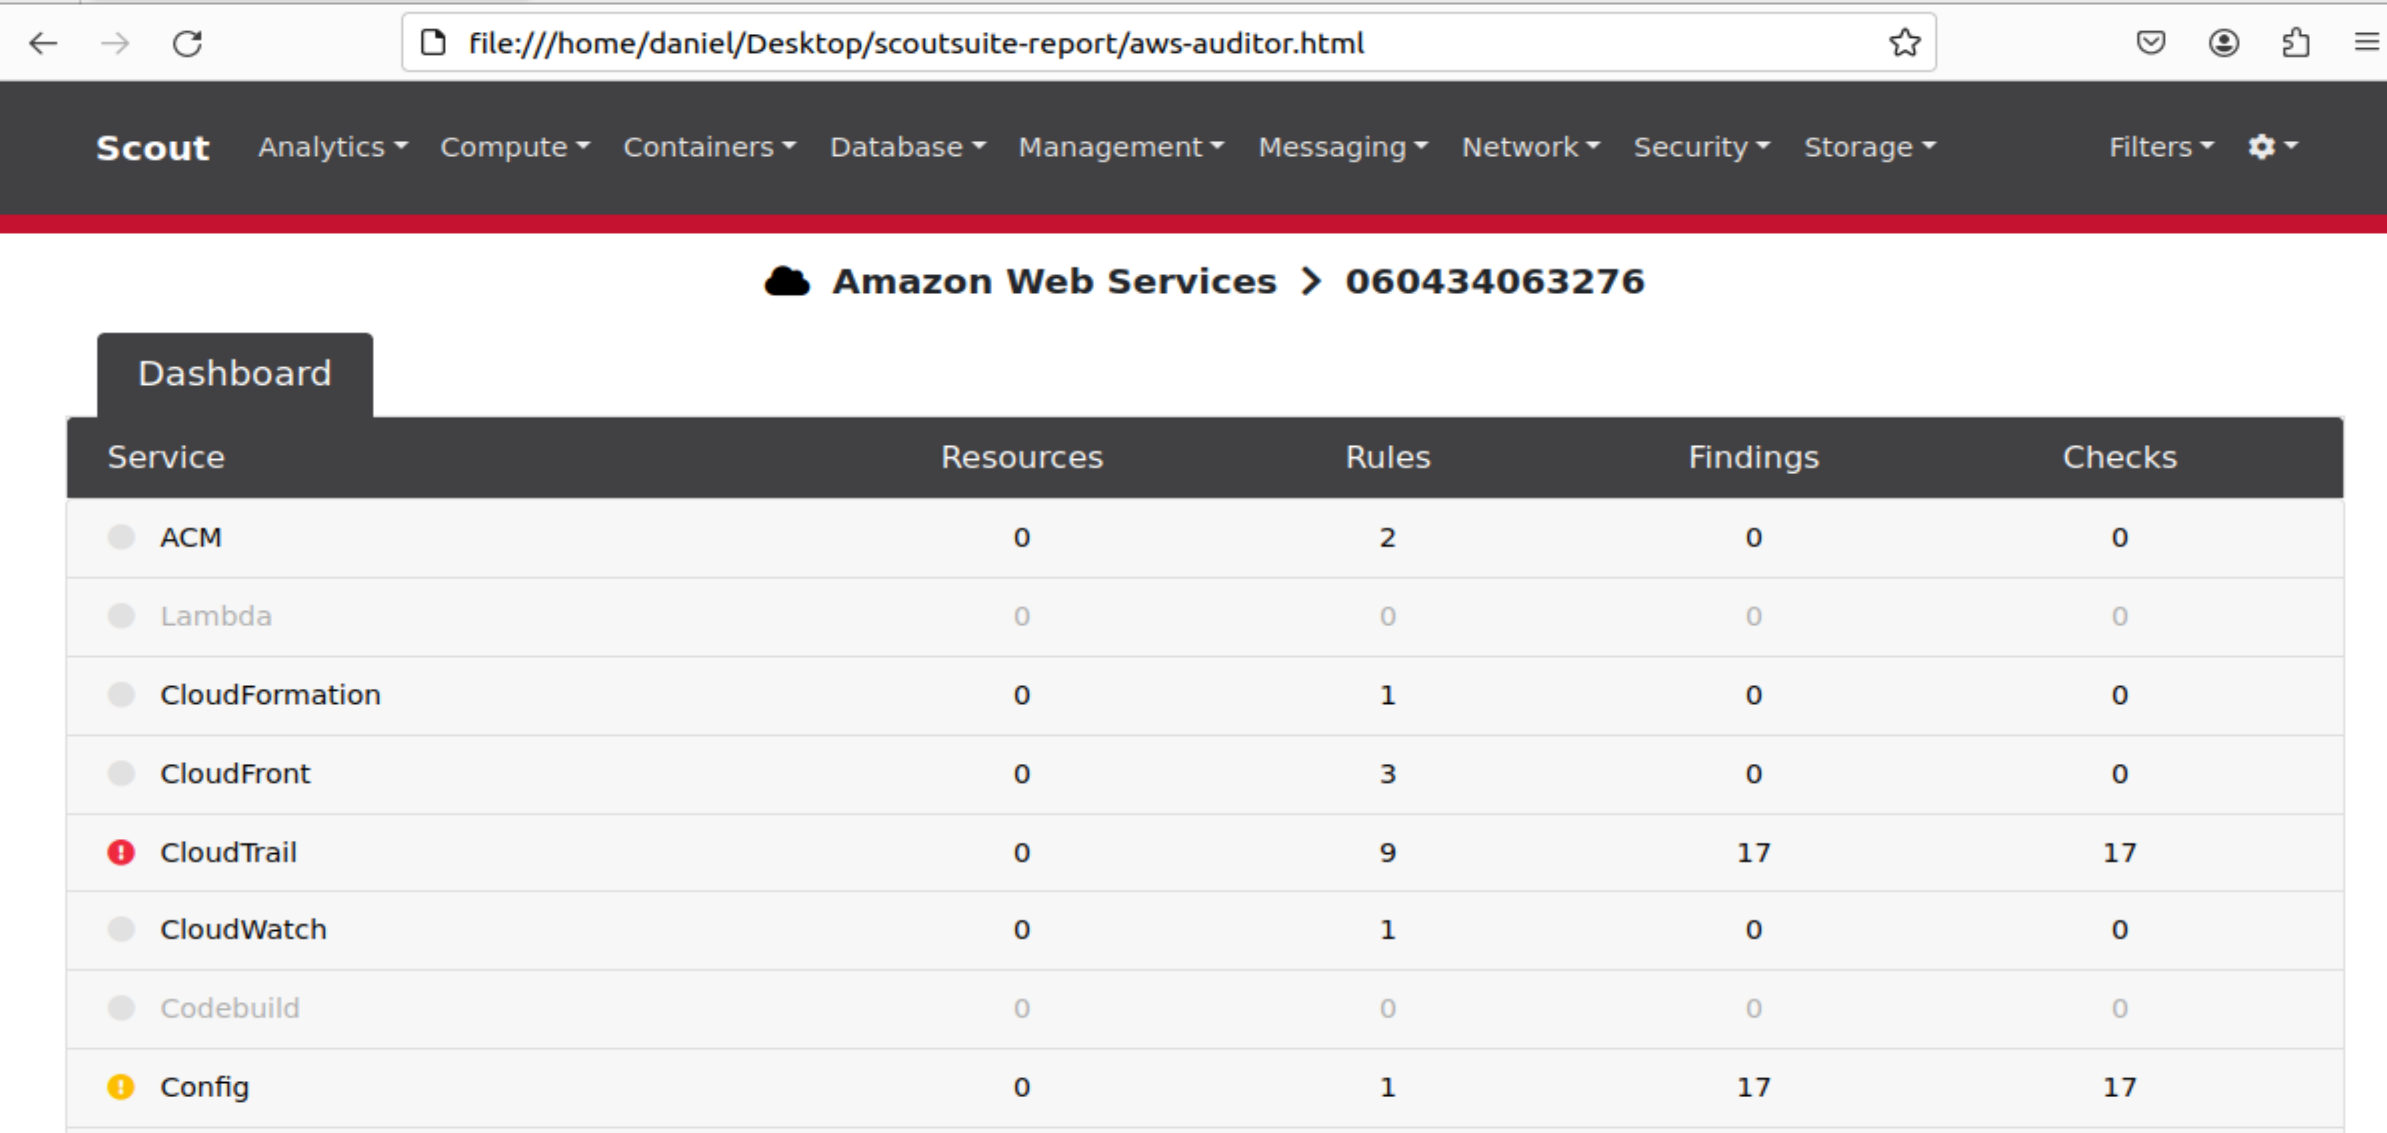 file:///home/daniel/Desktop/scoutsuite-report/aws-auditor.html
Scout Analytics Compute Containers Database Management Messaging Network Security Storage Filters
Amazon Web Services > 060434063276
Dashboard
Service Resources Rules Findings Checks
ACM 0 2 0 0
Lambda 0 0 0 0
CloudFormation 0 1 0 0
CloudFront 0 3 0 0
CloudTrail 0 9 17 17
CloudWatch 0 1 0 0
Codebuild 0 0 0 0
Config 0 1 17 17